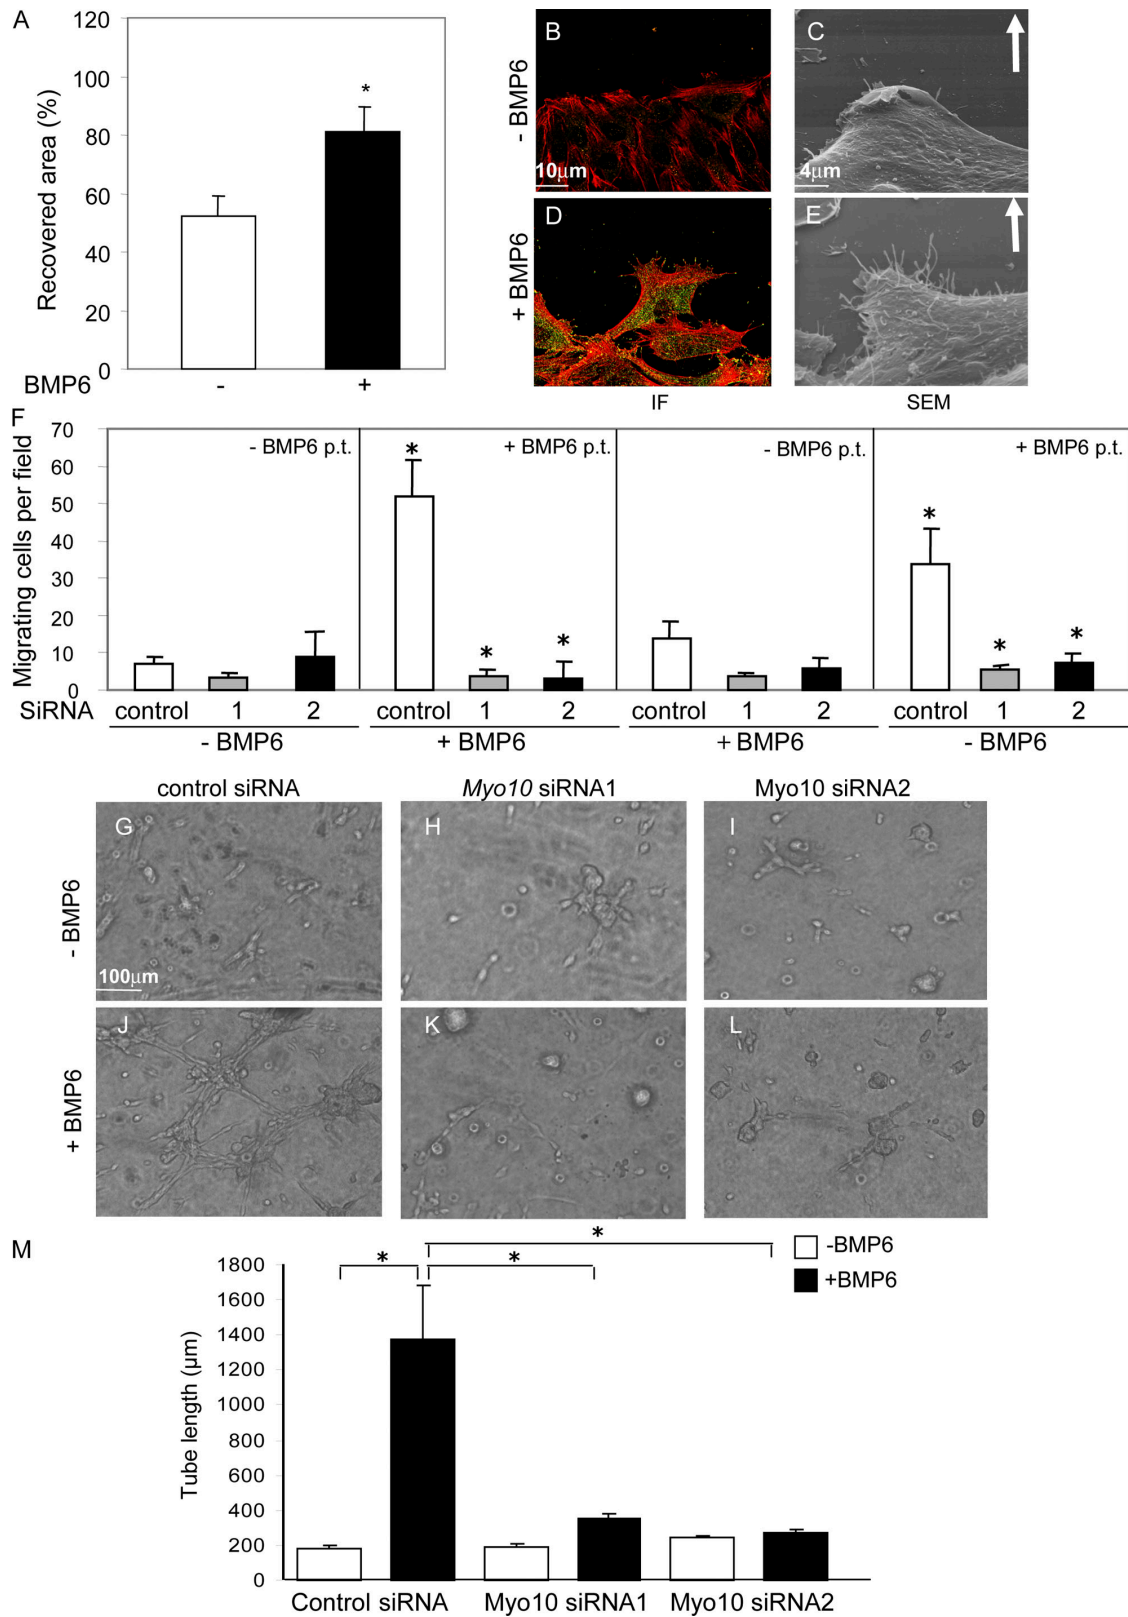 A
120
100
80
60
40
20
0
Recovered area (%)
*
BMP6
-
+
B
- BMP6
10μm
C
4μm
D
+ BMP6
E
IF
SEM
F
70
60
50
40
30
20
10
0
Migrating cells per field
- BMP6 p.t.
+ BMP6 p.t.
- BMP6 p.t.
+ BMP6 p.t.
*
*
*
*
*
*
SiRNA
control 1 2
control 1 2
control 1 2
control 1 2
- BMP6
+ BMP6
+ BMP6
- BMP6
control siRNA
Myo10 siRNA1
Myo10 siRNA2
- BMP6
G
100μm
H
I
+ BMP6
J
K
L
M
-BMP6
+BMP6
*
*
*
1800
1600
1400
1200
1000
800
600
400
200
0
Tube length (μm)
Control siRNA
Myo10 siRNA1
Myo10 siRNA2